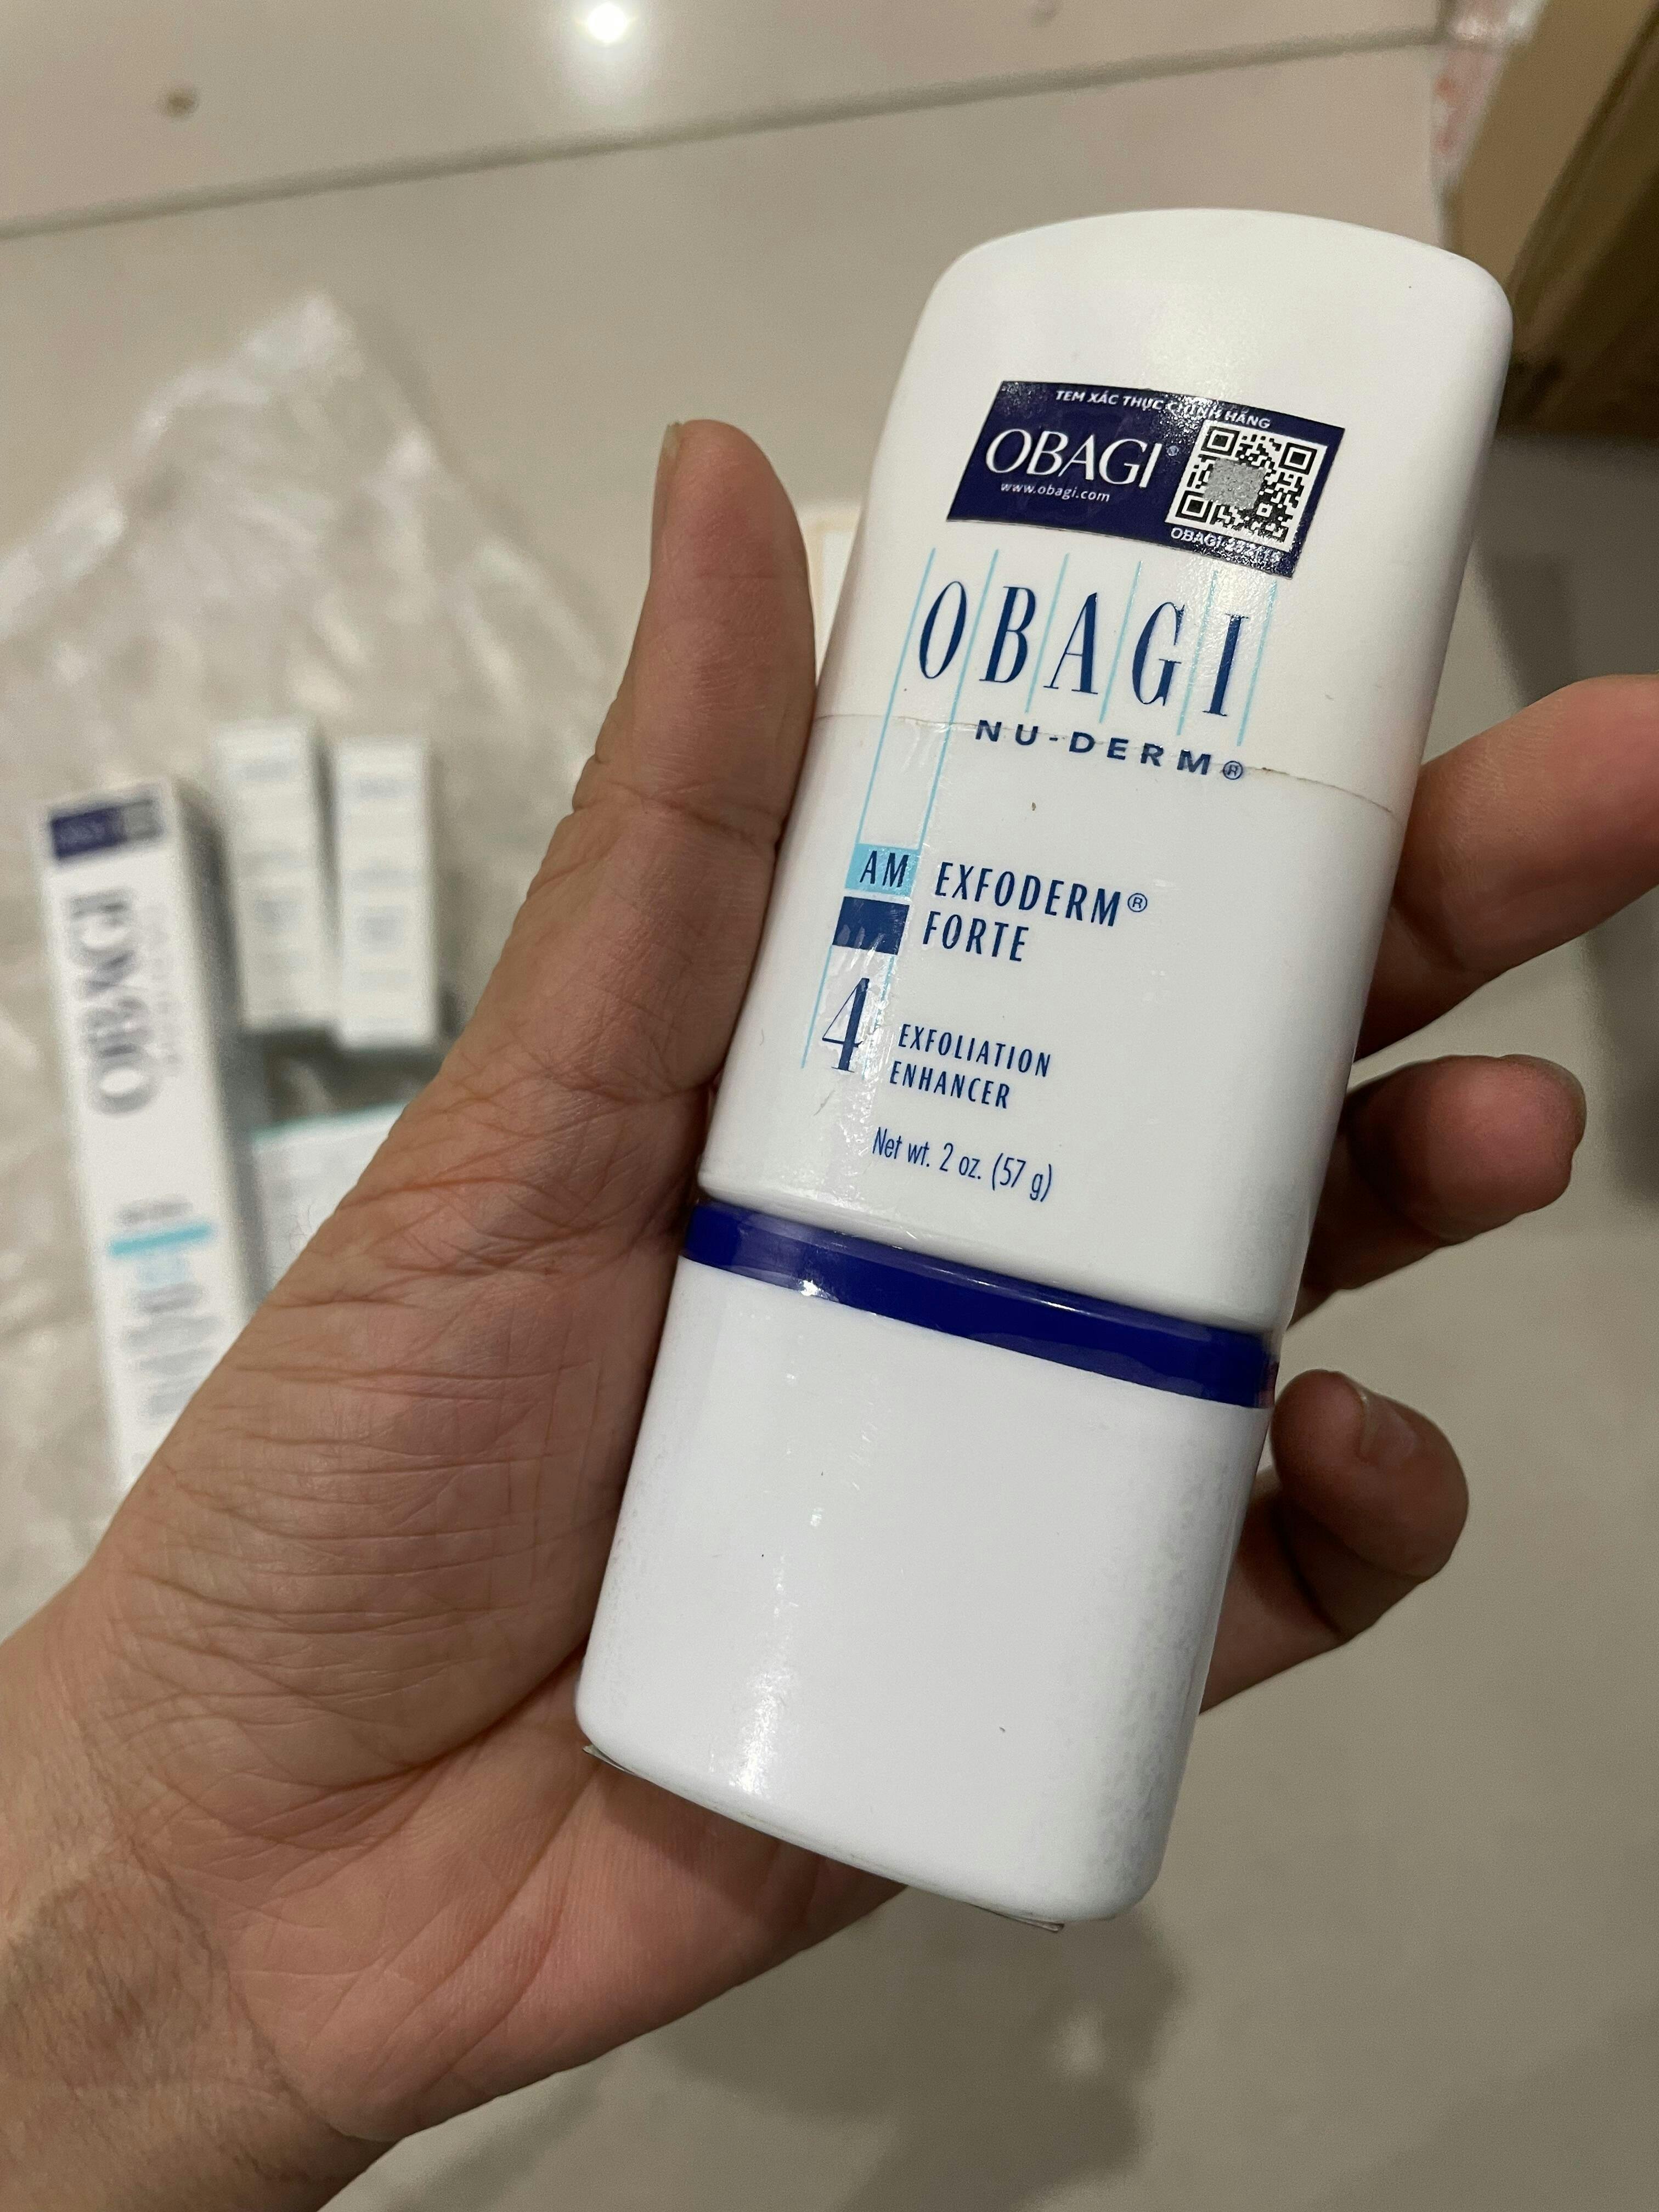 TEM XÁC THỰC CHÍNH HÃNG
OBAGI®
www.obagi.com
OBAGI
NU-DERM®
AM
EXFODERM®
FORTE
4
EXFOLIATION
ENHANCER
Net wt. 2 oz. (57 g)
OBAGI